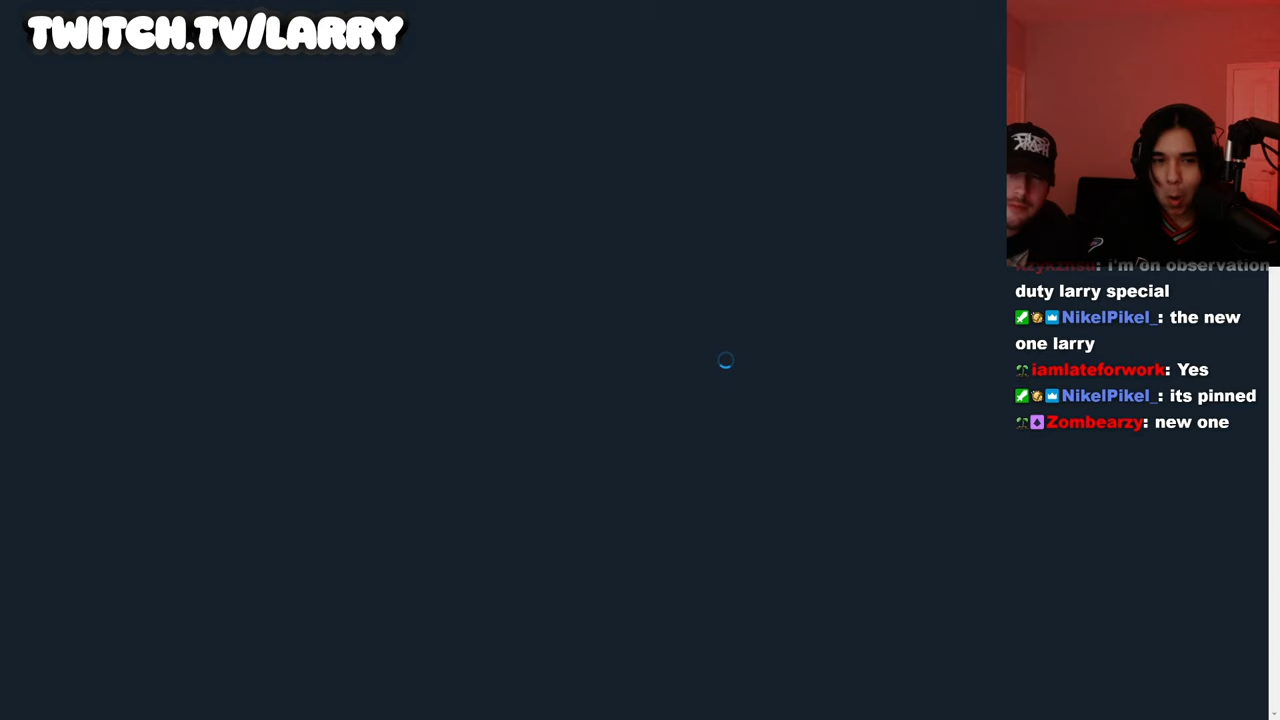 TWITCH.TV/LARRY
: i'm on observation
duty larry special
NikelPikel_: the new
one larry
iamlateforwork: Yes
NikelPikel_: its pinned
Zombearzy: new one